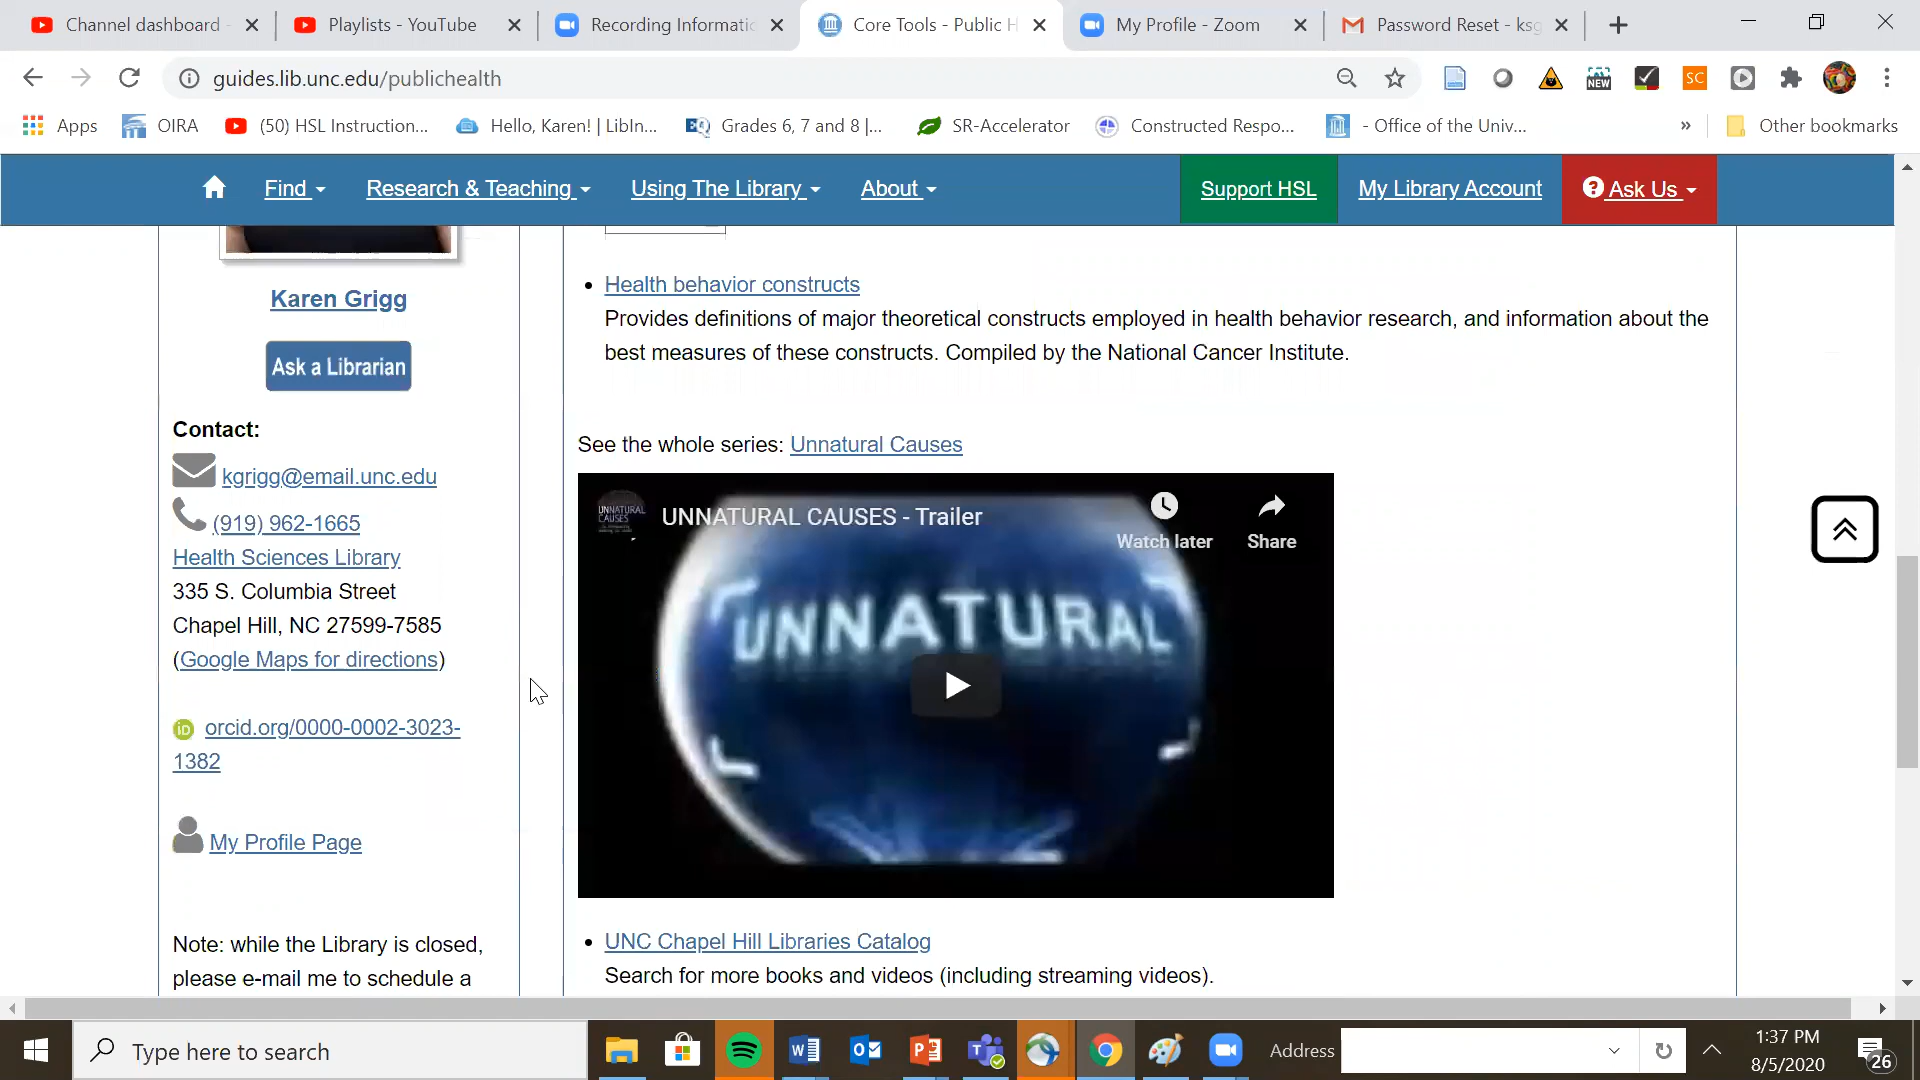 Channel dashboard -
Playlists - YouTube
Recording Informatic
Core Tools - Public H
My Profile - Zoom
Password Reset - ksg
guides.lib.unc.edu/publichealth
NEW
SC
Apps
OIRA
(50) HSL Instruction...
Hello, Karen! | LibIn...
EQ
Grades 6, 7 and 8 |...
SR-Accelerator
Constructed Respo...
- Office of the Univ...
»
Other bookmarks
Find
Research & Teaching
Using The Library
About
Support HSL
My Library Account
Ask Us
Karen Grigg
Ask a Librarian
Contact:
kgrigg@email.unc.edu
(919) 962-1665
Health Sciences Library
335 S. Columbia Street
Chapel Hill, NC 27599-7585
(Google Maps for directions)
iD orcid.org/0000-0002-3023-
1382
My Profile Page
Note: while the Library is closed,
please e-mail me to schedule a
• Health behavior constructs
Provides definitions of major theoretical constructs employed in health behavior research, and information about the
best measures of these constructs. Compiled by the National Cancer Institute.
See the whole series: Unnatural Causes
UNNATURAL
CAUSES
UNNATURAL CAUSES - Trailer
Watch later
Share
UNNATURAL
• UNC Chapel Hill Libraries Catalog
Search for more books and videos (including streaming videos).
Type here to search
Address
P
1:37 PM
8/5/2020
26